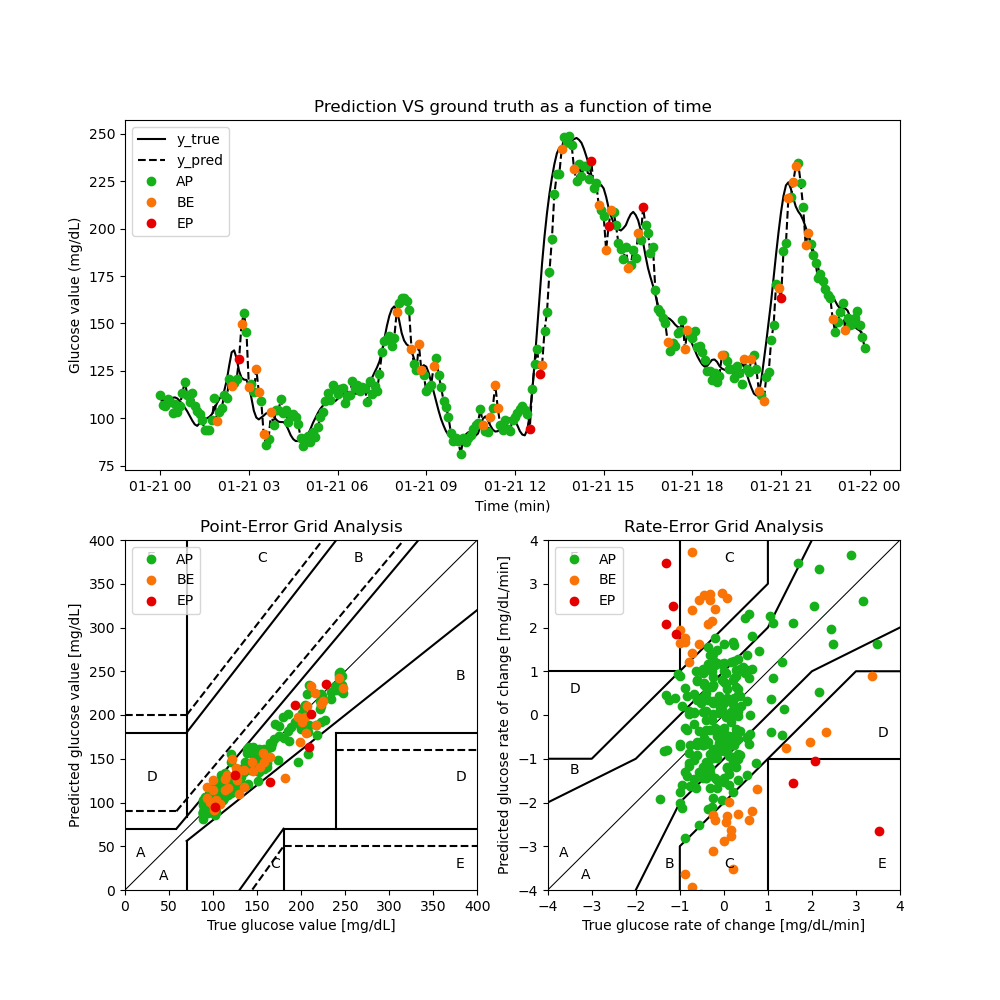 Prediction VS ground truth as a function of time
250
225
200
175
150
125
100
75
Glucose value (mg/dL)
y_true
y_pred
AP
BE
EP
01-21 00 01-21 03 01-21 06 01-21 09 01-21 12 01-21 15 01-21 18 01-21 21 01-22 00
Time (min)
Point-Error Grid Analysis
400
350
300
250
200
150
100
50
0
Predicted glucose value [mg/dL]
AP
BE
EP
C
B
B
D
D
A
A
C
E
0 50 100 150 200 250 300 350 400
True glucose value [mg/dL]
Rate-Error Grid Analysis
4
3
2
1
0
−1
−2
−3
−4
Predicted glucose rate of change [mg/dL/min]
AP
BE
EP
C
D
D
B
A
A
B
C
E
−4 −3 −2 −1 0 1 2 3 4
True glucose rate of change [mg/dL/min]